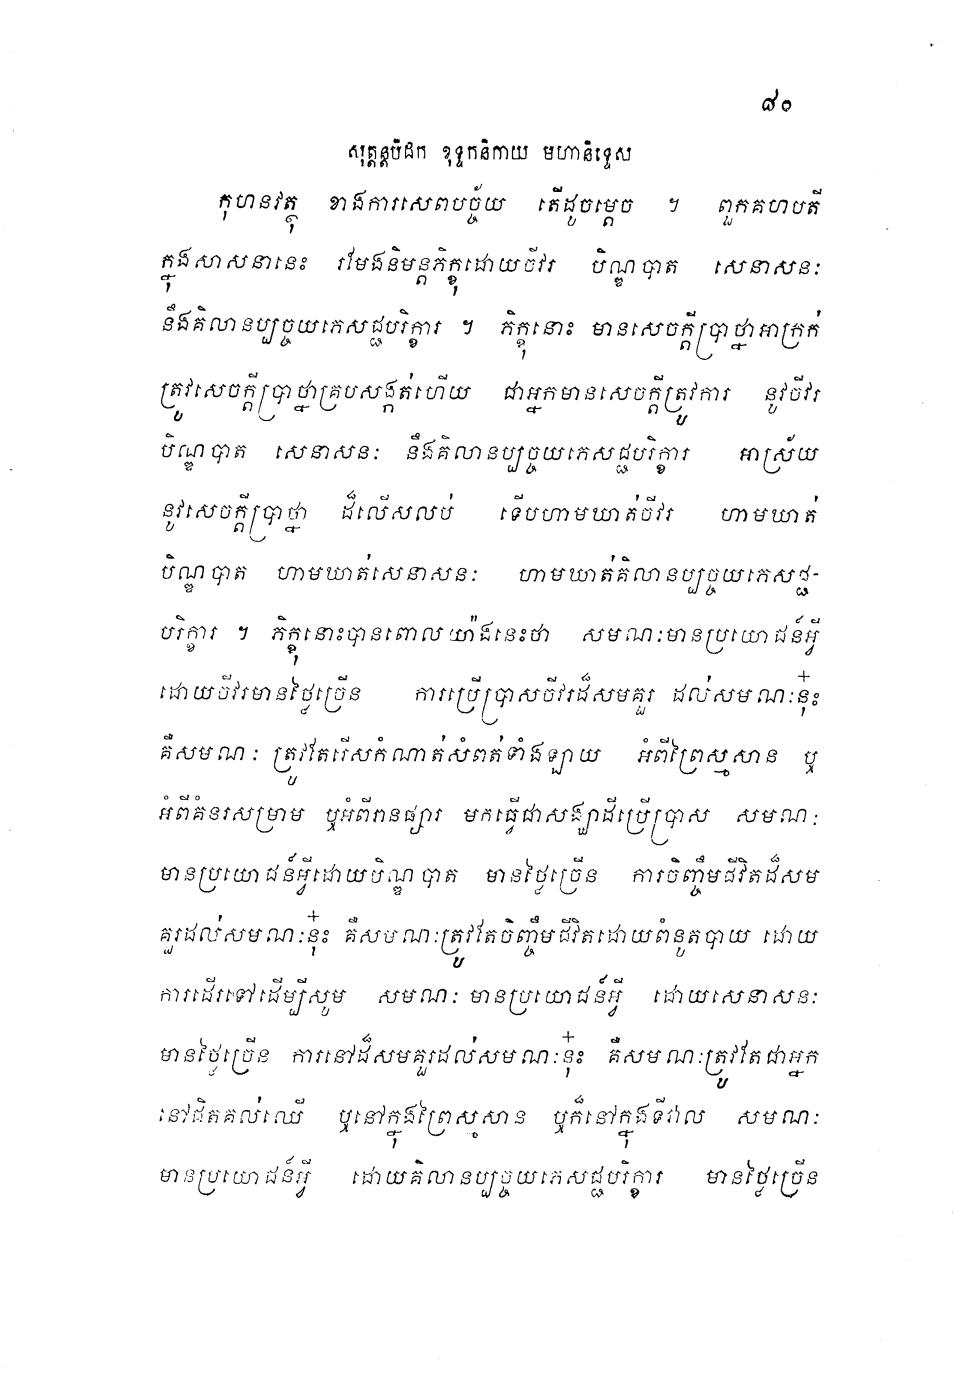 ៨០
សុត្តន្តបិដក ខុទ្ទកនិកាយ មហានិទ្ទេស
កុហនវត្ថុ ខាងការសេពបច្ច័យ តើដូចម្ដេច ។ ពួកគហបតី
ក្នុងសាសនានេះ រមែងនិមន្តភិក្ខុដោយចីវរ បិណ្ឌបាត សេនាសនៈ
នឹងគិលានប្បច្ចយភេសជ្ជបរិក្ខារ ។ ភិក្ខុនោះ មានសេចក្ដីប្រាថ្នាអាក្រក់
ត្រូវសេចក្ដីប្រាថ្នាគ្របសង្កត់ហើយ ជាអ្នកមានសេចក្ដីត្រូវការ នូវចីវរ
បិណ្ឌបាត សេនាសនៈ នឹងគិលានប្បច្ចយភេសជ្ជបរិក្ខារ អាស្រ័យ
នូវសេចក្ដីប្រាថ្នា ដ៏លើសលប់ ទើបហាមឃាត់ចីវរ ហាមឃាត់
បិណ្ឌបាត ហាមឃាត់សេនាសនៈ ហាមឃាត់គិលានប្បច្ចយភេសជ្ជ-
បរិក្ខារ ។ ភិក្ខុនោះបានពោលយ៉ាងនេះថា សមណៈមានប្រយោជន៍អ្វី
ដោយចីវរមានថ្ងៃច្រើន ការប្រើប្រាសចីវរដ៏សមគួរ ដល់សមណៈនុ៎ះ
គឺសមណៈ ត្រូវតែរើសកំណាត់សំពត់ទាំងឡាយ អំពីព្រៃស្មសាន ឬ
អំពីគំនរសម្រាម ឬអំពីរានផ្សារ មកធ្វើជាសង្ឃាដីប្រើប្រាស សមណៈ
មានប្រយោជន៍អ្វីដោយបិណ្ឌបាត មានថ្ងៃច្រើន ការចិញ្ចឹមជីវិតដ៏សម
គួរដល់សមណៈនុ៎ះ គឺសមណៈត្រូវតែចិញ្ចឹមជីវិតដោយពំនូតបាយ ដោយ
ការដើរទៅដើម្បីសូម សមណៈមានប្រយោជន៍អ្វី ដោយសេនាសនៈ
មានថ្ងៃច្រើន ការនៅដ៏សមគួរដល់សមណៈនុ៎ះ គឺសមណៈត្រូវតែជាអ្នក
នៅជិតគល់ឈើ ឬនៅក្នុងព្រៃស្មសាន ឬក៏នៅក្នុងទីវាល សមណៈ
មានប្រយោជន៍អ្វី ដោយគិលានប្បច្ចយភេសជ្ជបរិក្ខារ មានថ្ងៃច្រើន